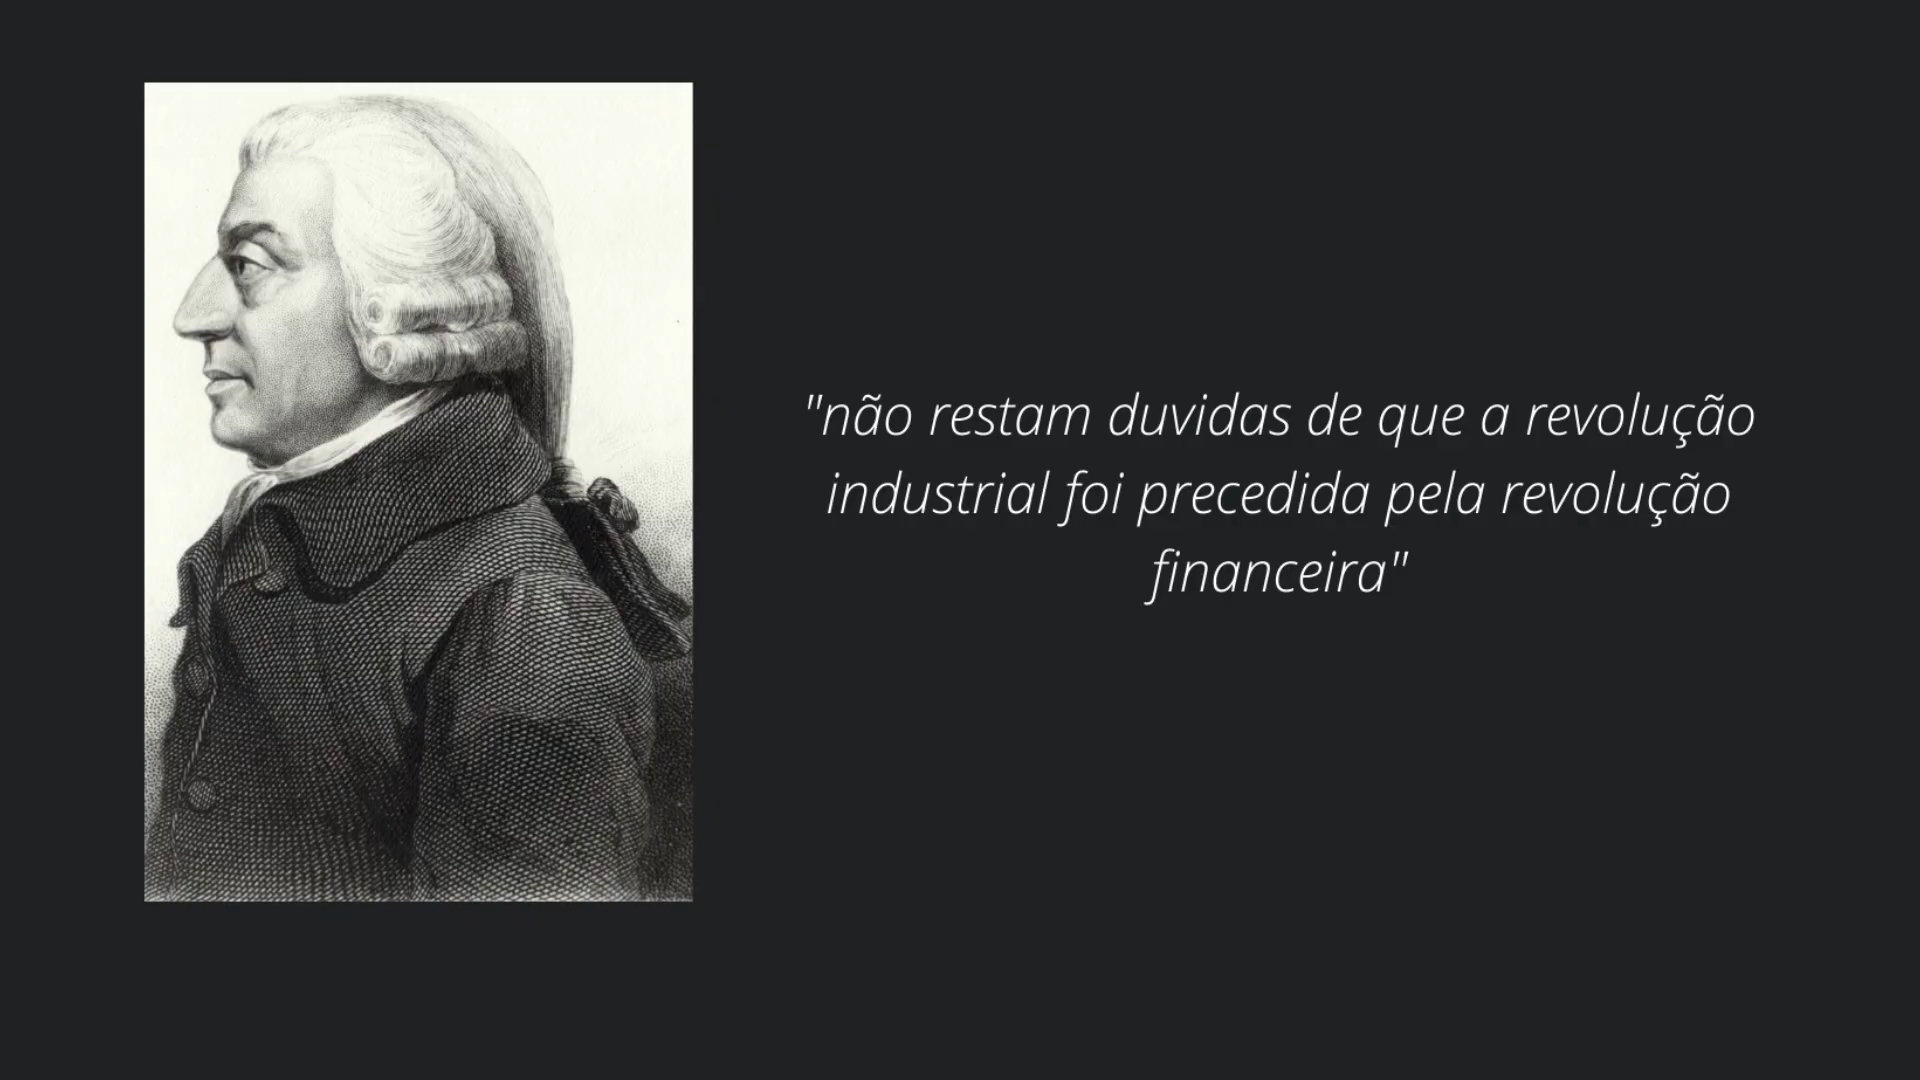 "não restam duvidas de que a revolução
industrial foi precedida pela revolução
financeira"